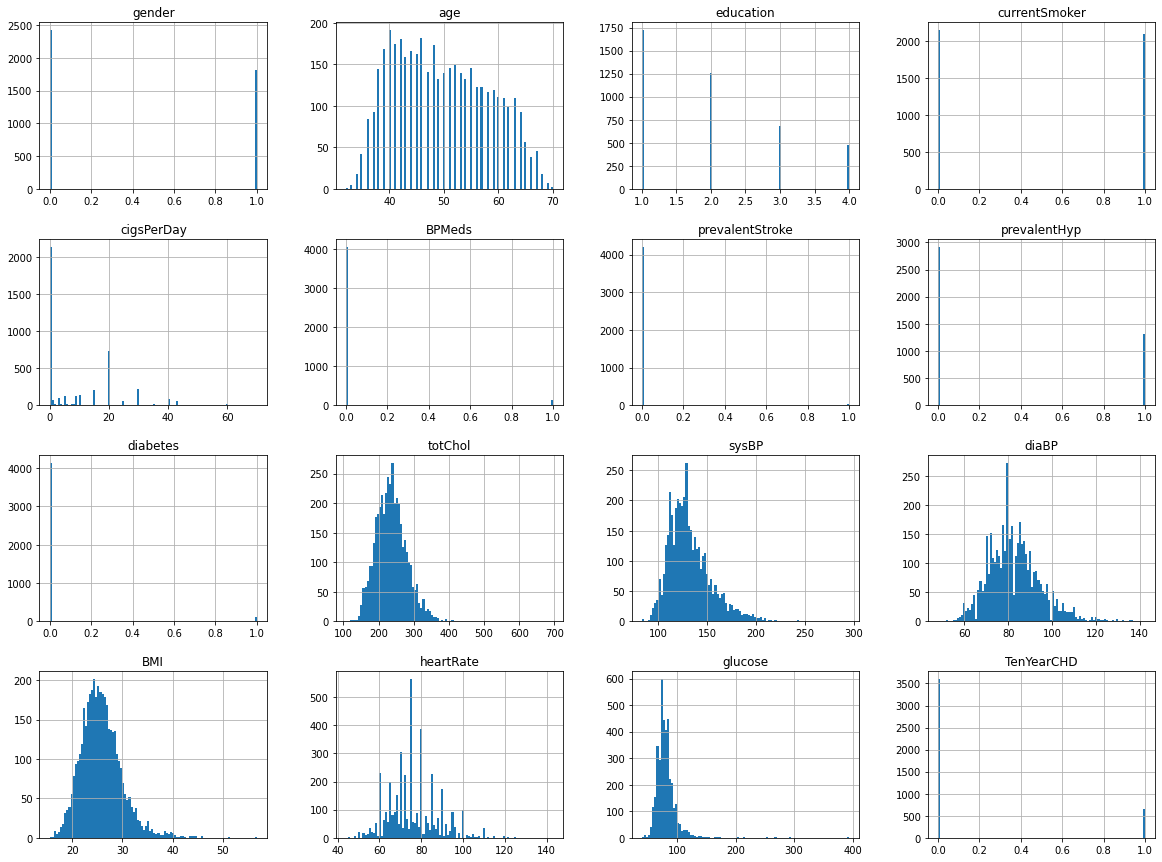 gender
2500
2000
1500
1000
500
0
0.0 0.2 0.4 0.6 0.8 1.0
age
200
150
100
50
0
40 50 60 70
education
1750
1500
1250
1000
750
500
250
0
1.0 1.5 2.0 2.5 3.0 3.5 4.0
currentSmoker
2000
1500
1000
500
0
0.0 0.2 0.4 0.6 0.8 1.0
cigsPerDay
2000
1500
1000
500
0
0 20 40 60
BPMeds
4000
3000
2000
1000
0
0.0 0.2 0.4 0.6 0.8 1.0
prevalentStroke
4000
3000
2000
1000
0
0.0 0.2 0.4 0.6 0.8 1.0
prevalentHyp
3000
2500
2000
1500
1000
500
0
0.0 0.2 0.4 0.6 0.8 1.0
diabetes
4000
3000
2000
1000
0
0.0 0.2 0.4 0.6 0.8 1.0
totChol
250
200
150
100
50
0
100 200 300 400 500 600 700
sysBP
250
200
150
100
50
0
100 150 200 250 300
diaBP
250
200
150
100
50
0
60 80 100 120 140
BMI
200
150
100
50
0
20 30 40 50
heartRate
500
400
300
200
100
0
40 60 80 100 120 140
glucose
600
500
400
300
200
100
0
100 200 300 400
TenYearCHD
3500
3000
2500
2000
1500
1000
500
0
0.0 0.2 0.4 0.6 0.8 1.0